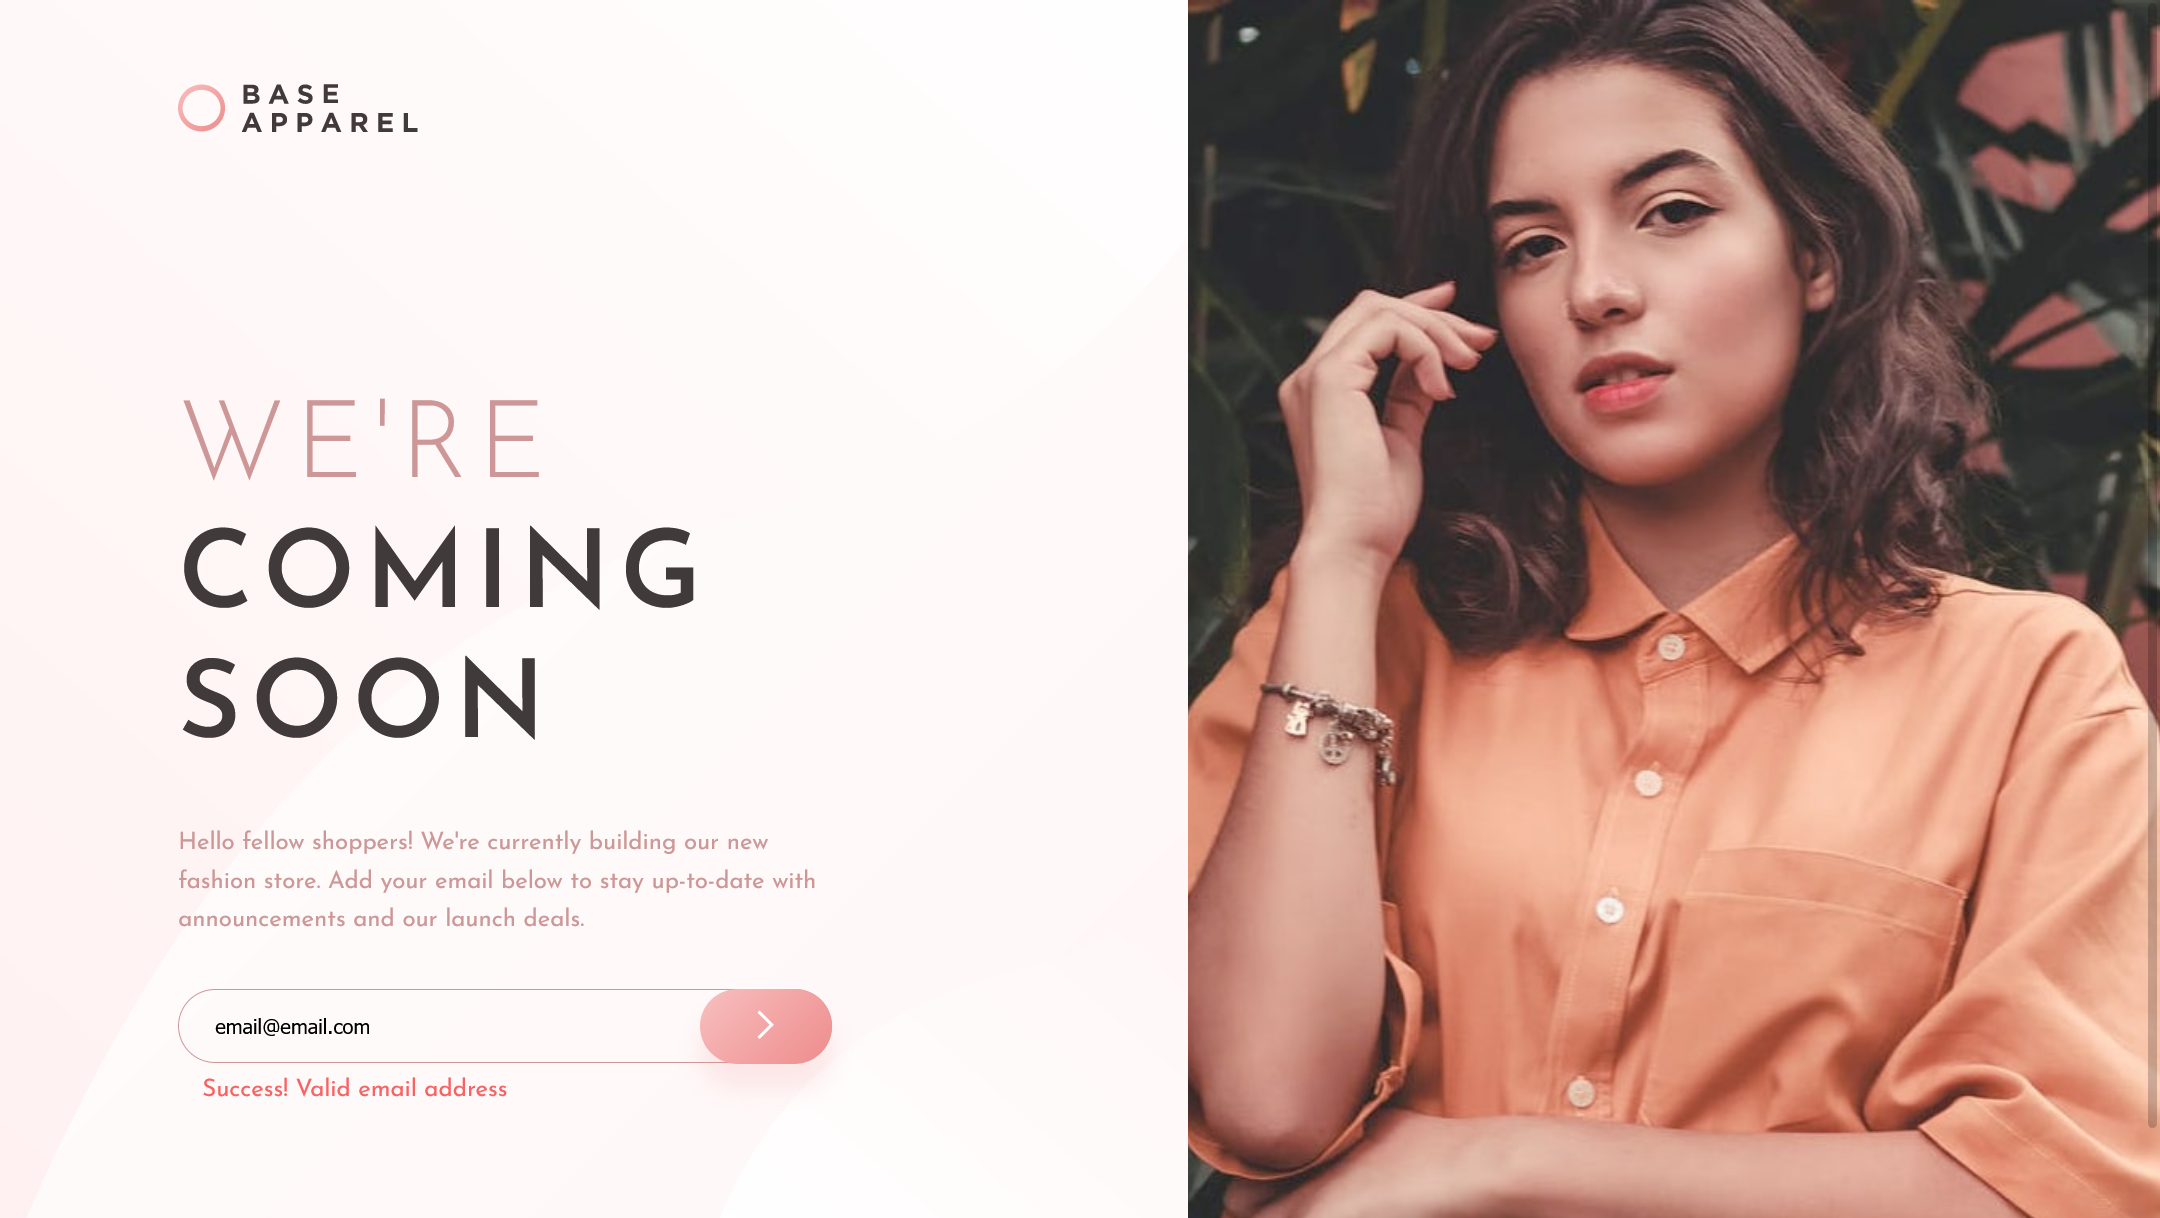 BASE
APPAREL
WE'RE
COMING
SOON
Hello fellow shoppers! We're currently building our new
fashion store. Add your email below to stay up-to-date with
announcements and our launch deals.
email@email.com
Success! Valid email address